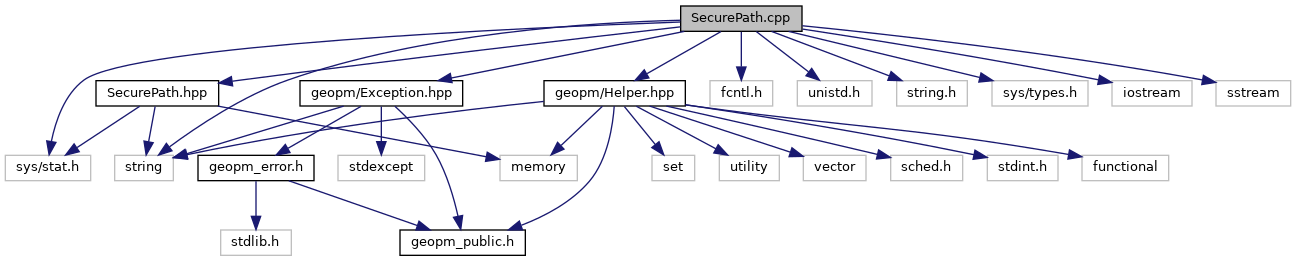 SecurePath.cpp
SecurePath.hpp
geopm/Exception.hpp
geopm/Helper.hpp
fcntl.h
unistd.h
string.h
sys/types.h
iostream
sstream
sys/stat.h
string
geopm_error.h
stdexcept
memory
set
utility
vector
sched.h
stdint.h
functional
stdlib.h
geopm_public.h